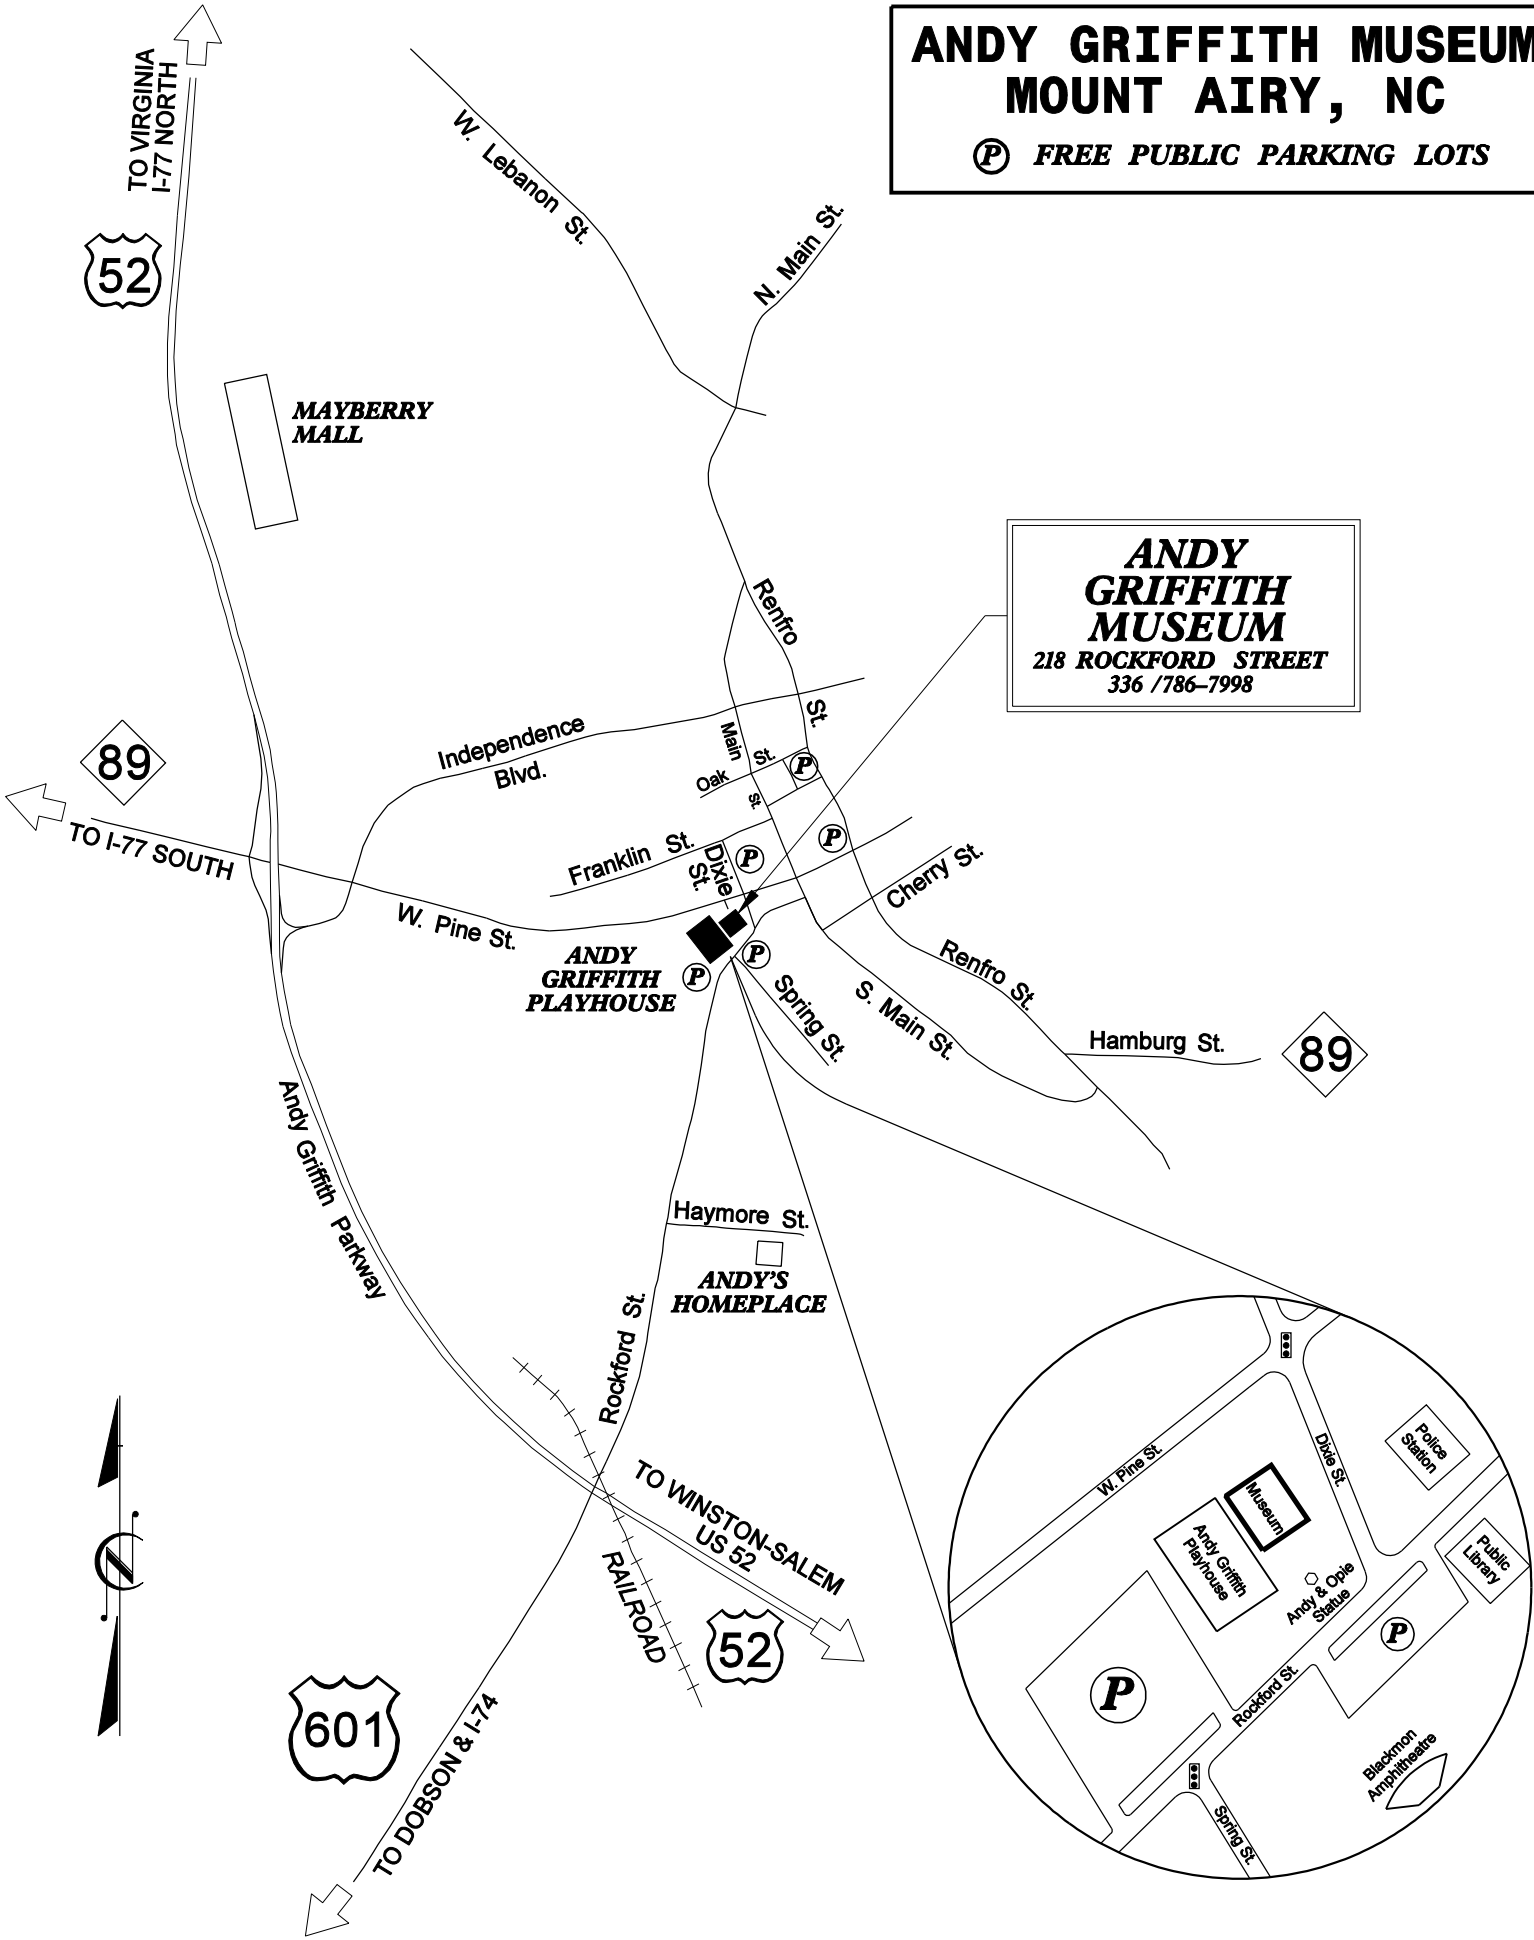 ANDY GRIFFITH MUSEUM
MOUNT AIRY, NC
P FREE PUBLIC PARKING LOTS
TO VIRGINIA
I-77 NORTH
52
W. Lebanon St.
N. Main St.
MAYBERRY
MALL
ANDY
GRIFFITH
MUSEUM
218 ROCKFORD STREET
336 /786–7998
Renfro
St.
89
TO I-77 SOUTH
Independence
Blvd.
Main
St.
Oak St.
P
Franklin St.
Dixie
St.
P
P
Cherry St.
W. Pine St.
ANDY
GRIFFITH
PLAYHOUSE
P
P
Spring St.
S. Main St.
Renfro St.
Hamburg St.
89
Andy Griffith Parkway
Haymore St.
ANDY'S
HOMEPLACE
Rockford St.
TO WINSTON-SALEM
US 52
52
RAILROAD
601
TO DOBSON & I-74
N
W. Pine St.
Dixie St.
Police
Station
Museum
Andy Griffith
Playhouse
Public
Library
Andy & Opie
Statue
P
P
Rockford St.
Blackmon
Amphitheatre
Spring St.